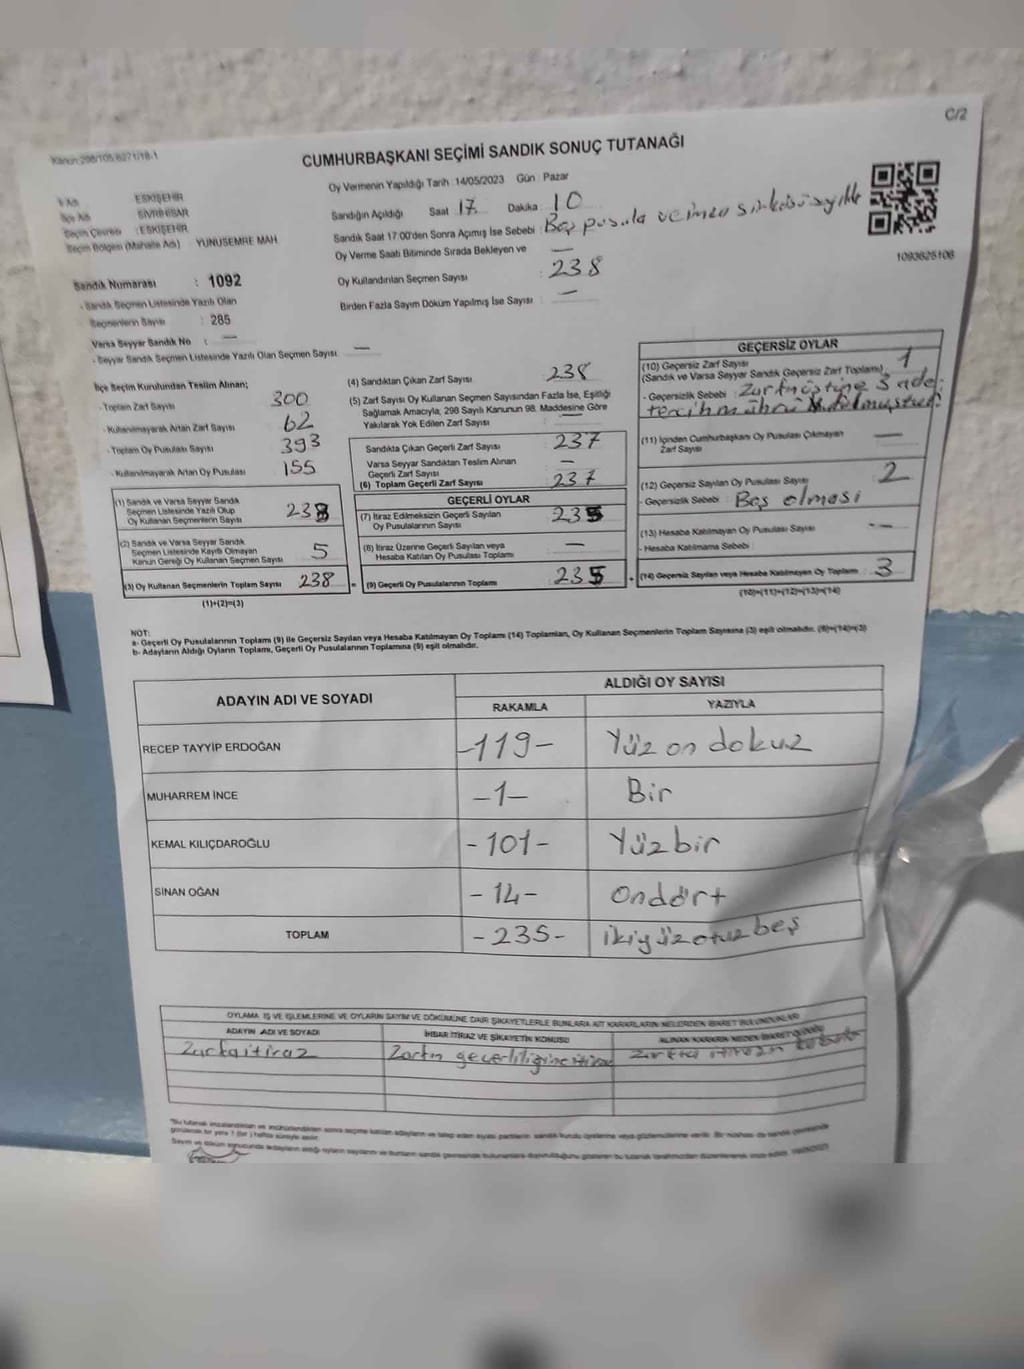 C/2
Kanun:298/105/6271/18-1
CUMHURBAŞKANI SEÇİMİ SANDIK SONUÇ TUTANAĞI
İli Adı : ESKİŞEHİR
İlçe Adı : SİVRİHİSAR
Seçim Çevresi : ESKİŞEHİR
Seçim Bölgesi (Mahalle Adı) YUNUSEMRE MAH.
Sandık Numarası : 1092
- Sandık Seçmen Listesinde Yazılı Olan
Seçmenlerin Sayısı : 285
Varsa Seyyar Sandık No : —
- Seyyar Sandık Seçmen Listesinde Yazılı Olan Seçmen Sayısı —
Oy Vermenin Yapıldığı Tarih :14/05/2023 Gün : Pazar
Sandığın Açıldığı Saat : 17 Dakika : 10
Sandık Saat 17:00'den Sonra Açımış İse Sebebi : Boş pusula ve
Oy Verme Saati Bitiminde Sırada Bekleyen ve —
Oy Kullandırılan Seçmen Sayısı : 238
Birden Fazla Sayım Döküm Yapılmış İse Sayısı : —
1093625106
İlçe Seçim Kurulundan Teslim Alınan;
- Toplam Zarf Sayısı 300
- Kullanılmayarak Artan Zarf Sayısı 62
- Toplam Oy Pusulası Sayısı 393
- Kullanılmayarak Artan Oy Pusulası 155
(1) Sandık ve Varsa Seyyar Sandık
Seçmen Listesinde Yazılı Olup
Oy Kullanan Seçmenlerin Sayısı 238
(2) Sandık ve Varsa Seyyar Sandık
Seçmen Listesinde Kayıtlı Olmayan
Kanun Gereği Oy Kullanan Seçmen Sayısı 5
(3) Oy Kullanan Seçmenlerin Toplam Sayısı 238
(1)+(2)=(3)
(4) Sandıktan Çıkan Zarf Sayısı 238
(5) Zarf Sayısı Oy Kullanan Seçmen Sayısından Fazla İse, Eşitliği
Sağlamak Amacıyla, 298 Sayılı Kanunun 98. Maddesine Göre
Yakılarak Yok Edilen Zarf Sayısı —
Sandıkta Çıkan Geçerli Zarf Sayısı 237
Varsa Seyyar Sandıktan Teslim Alınan
Geçerli Zarf Sayısı —
(6) Toplam Geçerli Zarf Sayısı : 237
GEÇERLİ OYLAR
(7) İtiraz Edilmeksizin Geçerli Sayılan
Oy Pusulalarının Sayısı : 235
(8) İtiraz Üzerine Geçerli Sayılan veya
Hesaba Katılan Oy Pusulası Toplamı —
= (9) Geçerli Oy Pusulalarının Toplamı : 235
GEÇERSİZ OYLAR
(10) Geçersiz Zarf Sayısı 1
(Sandık ve Varsa Seyyar Sandık Geçersiz Zarf Toplamı)
- Geçersizlik Sebebi : Zarfın üstüne sade.
tercih mührü
(11) İçinden Cumhurbaşkanı Oy Pusulası Çıkmayan
Zarf Sayısı —
(12) Geçersiz Sayılan Oy Pusulası Sayısı 2
- Geçersizlik Sebebi : Boş olması
(13) Hesaba Katılmayan Oy Pusulası Sayısı : —
- Hesaba Katılmama Sebebi :
+ (14) Geçersiz Sayılan veya Hesaba Katılmayan Oy Toplamı : 3
(10)+(11)+(12)+(13)=(14)
NOT:
a- Geçerli Oy Pusulalarının Toplamı (9) ile Geçersiz Sayılan veya Hesaba Katılmayan Oy Toplamı (14) Toplamları, Oy Kullanan Seçmenlerin Toplam Sayısına (3) eşit olmalıdır. (9)+(14)=(3)
b- Adayların Aldığı Oyların Toplamı, Geçerli Oy Pusulalarının Toplamına (9) eşit olmalıdır.
ADAYIN ADI VE SOYADI ALDIĞI OY SAYISI
RAKAMLA YAZIYLA
RECEP TAYYİP ERDOĞAN -119- Yüz on dokuz
MUHARREM İNCE -1- Bir
KEMAL KILIÇDAROĞLU -101- Yüzbir
SİNAN OĞAN -14- ondört
TOPLAM -235- ikiyüzotuzbeş
OYLAMA İŞ VE İŞLEMLERİNE VE OYLARIN SAYIM VE DÖKÜMÜNE DAİR ŞİKAYETLERLE BUNLARA AİT KARARLARIN NELERDEN İBARET BULUNDUKLARI
ADAYIN ADI VE SOYADI İHBAR İTİRAZ VE ŞİKAYETİN KONUSU ALINAN KARARIN NEDEN İBARET OLDUĞU
Zarfa itiraz Zarfın geçerliliğine itiraz